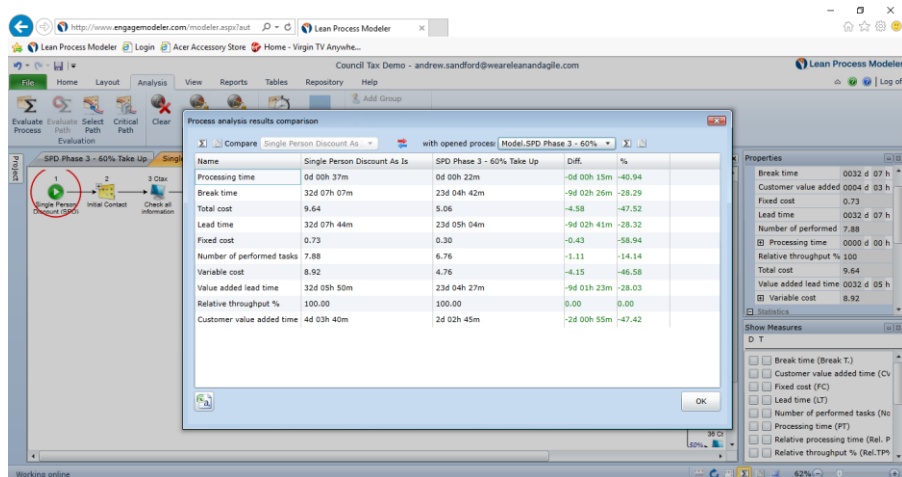 http://www.engagemodeler.com/modeler.aspx?aut
Lean Process Modeler
Lean Process Modeler Login Acer Accessory Store Home - Virgin TV Anywhe...
Council Tax Demo - andrew.sandford@weareleanandagile.com
Lean Process Modeler
File Home Layout Analysis View Reports Tables Repository Help
Log of
Evaluate Process
Evaluate Path
Select Path
Critical Path
Clear
Add Group
Evaluation
Project
SPD Phase 3 - 60% Take Up
Single
1
2
3 Ctax
Single Person Discount (SPD)
Initial Contact
Check all information
Process analysis results comparison
Compare Single Person Discount As with opened proces: Model.SPD Phase 3 - 60%
Name Single Person Discount As Is SPD Phase 3 - 60% Take Up Diff. %
Processing time 0d 00h 37m 0d 00h 22m -0d 00h 15m -40.94
Break time 32d 07h 07m 23d 04h 42m -9d 02h 26m -28.29
Total cost 9.64 5.06 -4.58 -47.52
Lead time 32d 07h 44m 23d 05h 04m -9d 02h 41m -28.32
Fixed cost 0.73 0.30 -0.43 -58.94
Number of performed tasks 7.88 6.76 -1.11 -14.14
Variable cost 8.92 4.76 -4.15 -46.58
Value added lead time 32d 05h 50m 23d 04h 27m -9d 01h 23m -28.03
Relative throughput % 100.00 100.00 0.00 0.00
Customer value added time 4d 03h 40m 2d 02h 45m -2d 00h 55m -47.42
OK
Properties
Break time 0032 d 07 h
Customer value added 0004 d 03 h
Fixed cost 0.73
Lead time 0032 d 07 h
Number of performed 7.88
Processing time 0000 d 00 h
Relative throughput % 100
Total cost 9.64
Value added lead time 0032 d 05 h
Variable cost 8.92
Statistics
Show Measures
D T
Break time (Break T.)
Customer value added time (CV
Fixed cost (FC)
Lead time (LT)
Number of performed tasks (No
Processing time (PT)
Relative processing time (Rel. P
Relative throughput % (Rel.TP%
50%
Working online
62%